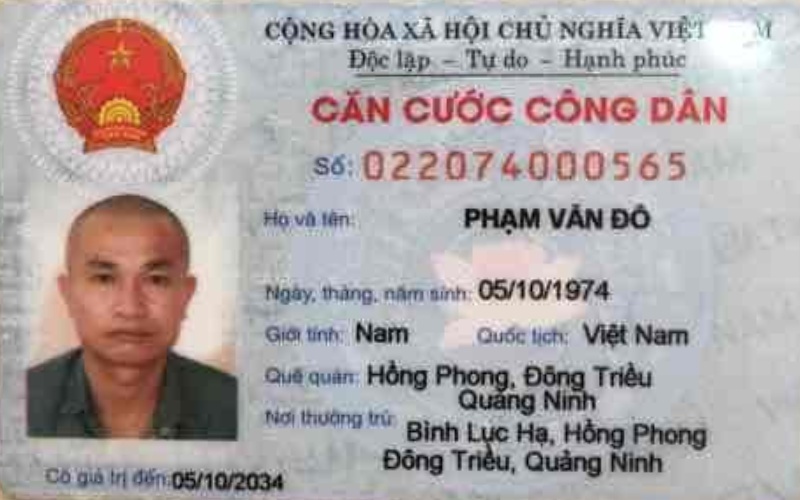 CỘNG HÒA XÃ HỘI CHỦ NGHĨA VIỆT M
Độc lập – Tự do – Hạnh phúc
CĂN CƯỚC CÔNG DÂN
Số: 022074000565
Họ và tên: PHẠM VĂN ĐÔ
Ngày, tháng, năm sinh: 05/10/1974
Giới tính: Nam Quốc tịch: Việt Nam
Quê quán: Hồng Phong, Đông Triều
Quảng Ninh
Nơi thường trú: Bình Lục Hạ, Hồng Phong
Đông Triều, Quảng Ninh
Có giá trị đến: 05/10/2034